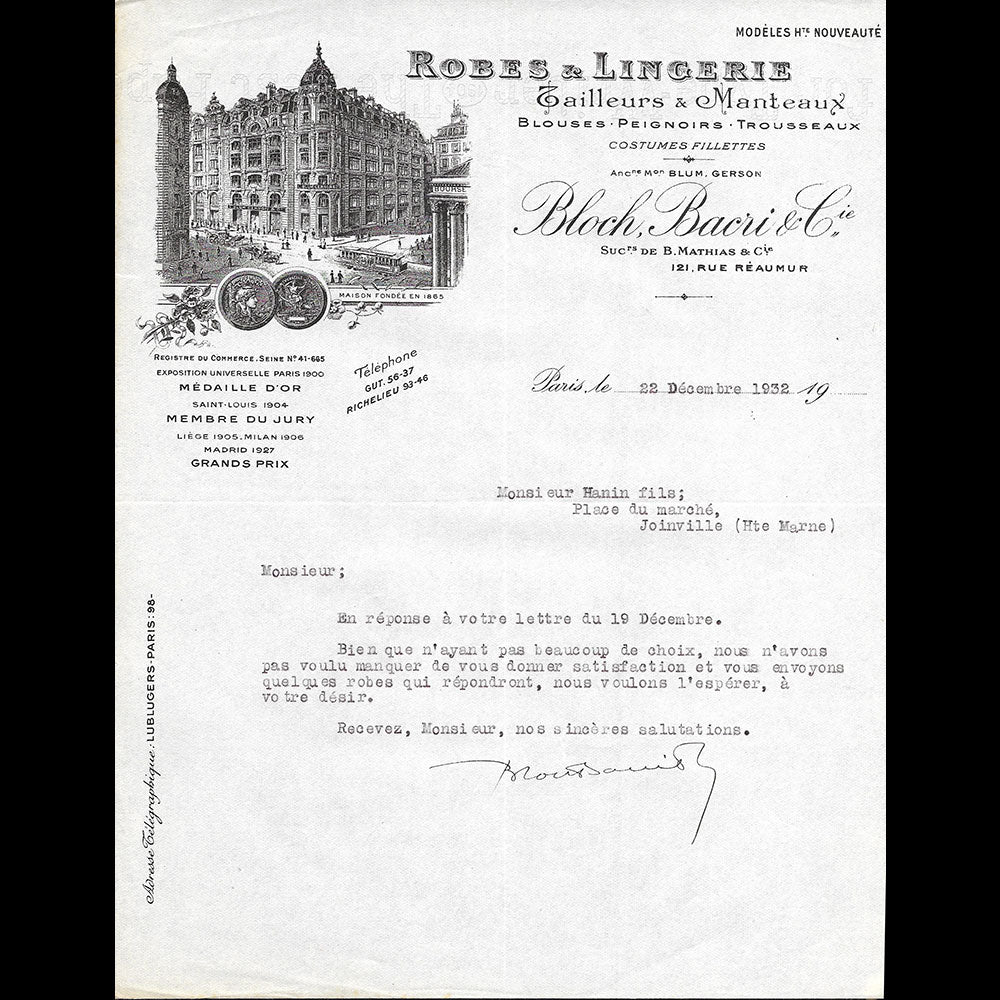 MODÈLES Hᵀᴱ NOUVEAUTÉ
ROBES & LINGERIE
Tailleurs & Manteaux
BLOUSES · PEIGNOIRS · TROUSSEAUX
COSTUMES FILLETTES
Ancⁿᵉ Mᵒⁿ BLUM, GERSON
Bloch, Bacri & Cⁱᵉ
Sucʳˢ DE B. MATHIAS & Cⁱᵉ
121, RUE RÉAUMUR
BOURSE
MAISON FONDÉE EN 1865
REGISTRE DU COMMERCE. SEINE Nº 41-665
EXPOSITION UNIVERSELLE PARIS 1900
MÉDAILLE D'OR
SAINT-LOUIS 1904
MEMBRE DU JURY
LIÈGE 1905, MILAN 1906
MADRID 1927
GRANDS PRIX
Téléphone
GUT. 56-37
RICHELIEU 93-46
Paris, le 22 Décembre 1932 19
Monsieur Hanin fils;
Place du marché,
Joinville (Hte Marne)
Monsieur;
En réponse à votre lettre du 19 Décembre.
Bien que n'ayant pas beaucoup de choix, nous n'avons
pas voulu manquer de vous donner satisfaction et vous envoyons
quelques robes qui répondront, nous voulons l'espérer, à
votre désir.
Recevez, Monsieur, nos sincères salutations.
Adresse Télégraphique: LUBLUGERS-PARIS: 98-